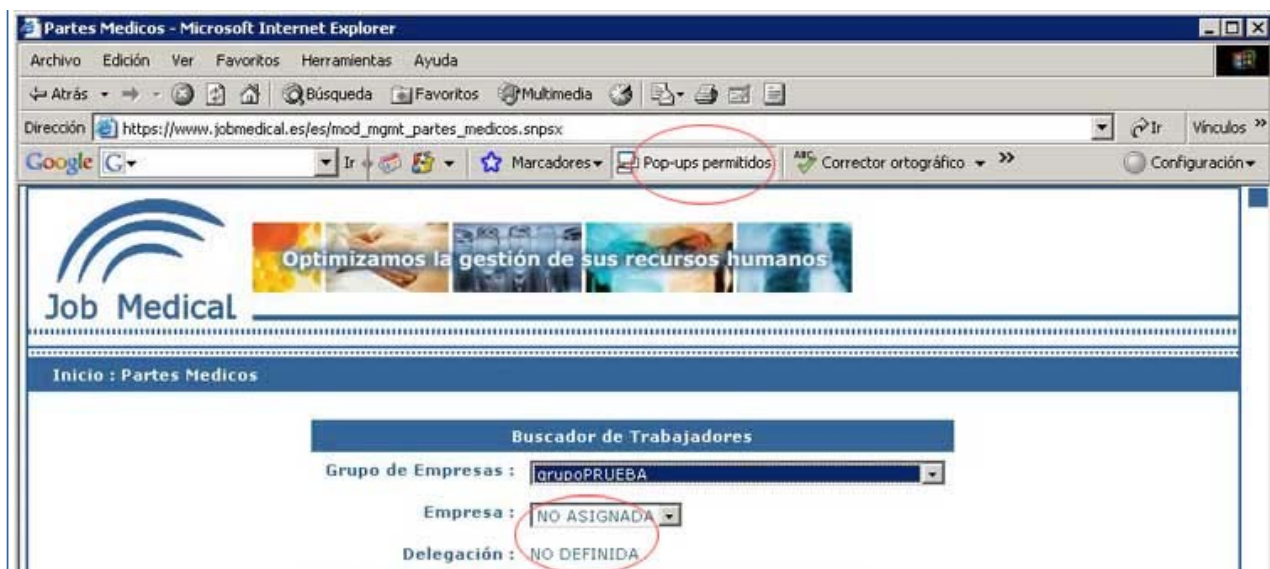 Partes Medicos - Microsoft Internet Explorer
Archivo Edición Ver Favoritos Herramientas Ayuda
Atrás Búsqueda Favoritos Multimedia
Dirección https://www.jobmedical.es/es/mod_mgmt_partes_medicos.snpsx Ir Vínculos »
Google G Ir Marcadores Pop-ups permitidos ABC Corrector ortográfico » Configuración
Optimizamos la gestión de sus recursos humanos
Job Medical
Inicio : Partes Medicos
Buscador de Trabajadores
Grupo de Empresas : grupoPRUEBA
Empresa : NO ASIGNADA
Delegación : NO DEFINIDA